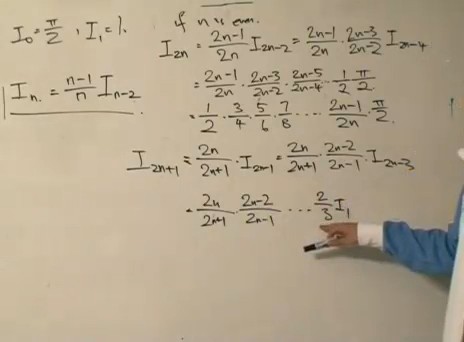 I₀ = π/2 , I₁ = 1.
Iₙ. = (n-1)/n Iₙ₋₂
if n is even.
I₂ₙ = (2n-1)/2n I₂ₙ₋₂ = (2n-1)/2n · (2n-3)/(2n-2) I₂ₙ₋₄
= (2n-1)/2n · (2n-3)/(2n-2) · (2n-5)/(2n-4) ··· 1/2 π/2
= 1/2 · 3/4 · 5/6 · 7/8 ···· (2n-1)/2n · π/2.
I₂ₙ₊₁ = 2n/(2n+1) · I₂ₙ₋₁ = 2n/(2n+1) · (2n-2)/(2n-1) · I₂ₙ₋₃
= 2n/(2n+1) · (2n-2)/(2n-1) ··· 2/3 I₁